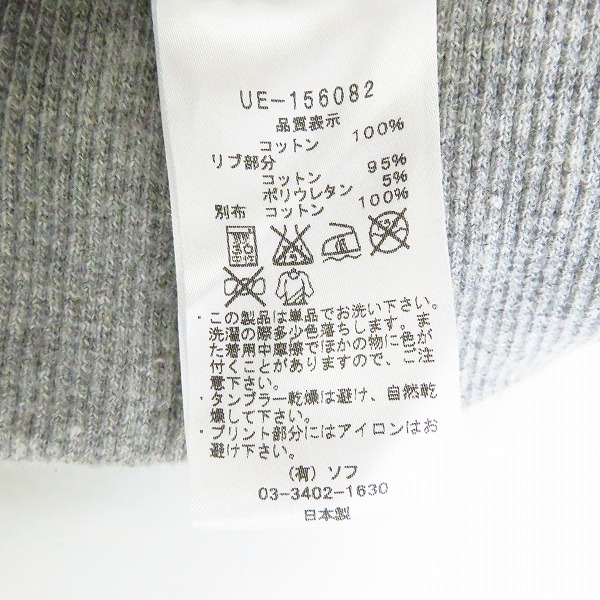 UE-156082
品質表示
コットン 100%
リブ部分
コットン 95%
ポリウレタン 5%
別布 コットン 100%
・この製品は単品でお洗い下さい。
洗濯の際多少色落ちします。ま
た着用中摩擦でほかの物に色が
付くことがありますので、ご注
意下さい。
・タンブラー乾燥は避け、自然乾
燥して下さい。
・プリント部分にはアイロンはお
避け下さい。
(有) ソフ
03-3402-1630
日本製